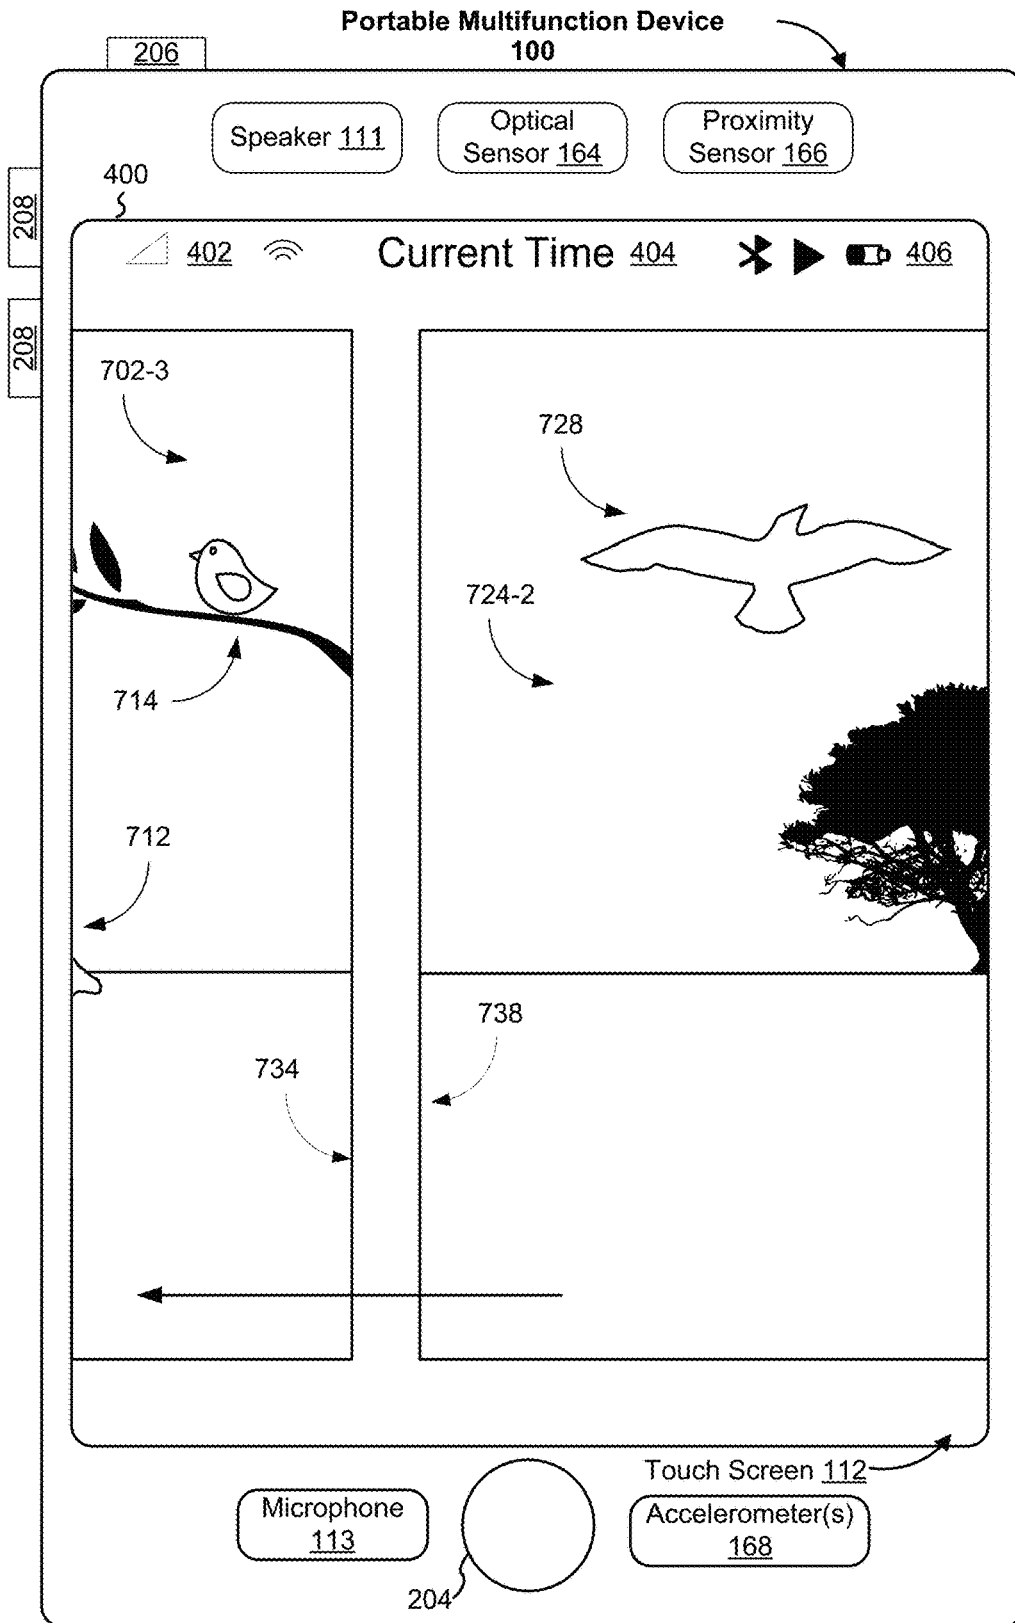 Portable Multifunction Device
100
206
Speaker 111
Optical
Sensor 164
Proximity
Sensor 166
400
208
208
402
Current Time 404
406
702-3
728
724-2
714
712
738
734
Touch Screen 112
Microphone
113
Accelerometer(s)
168
204